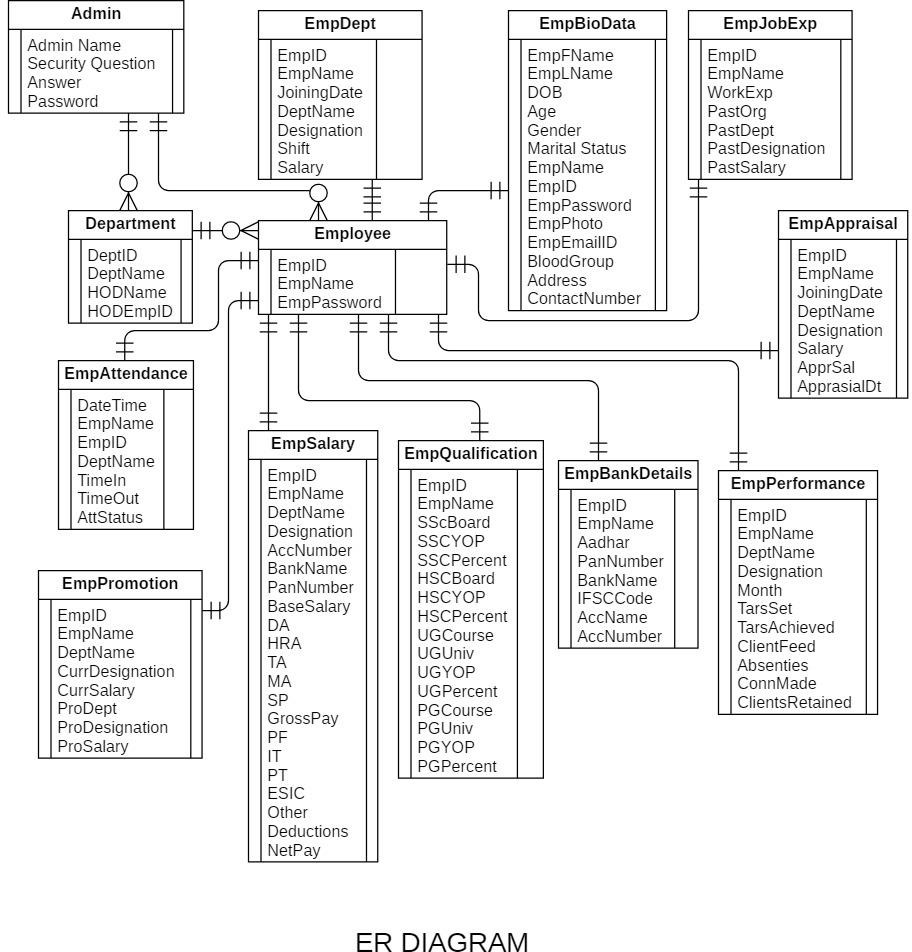 Admin
Admin Name
Security Question
Answer
Password
EmpDept
EmpID
EmpName
JoiningDate
DeptName
Designation
Shift
Salary
EmpBioData
EmpFName
EmpLName
DOB
Age
Gender
Marital Status
EmpName
EmpID
EmpPassword
EmpPhoto
EmpEmailID
BloodGroup
Address
ContactNumber
EmpJobExp
EmpID
EmpName
WorkExp
PastOrg
PastDept
PastDesignation
PastSalary
Department
DeptID
DeptName
HODName
HODEmpID
Employee
EmpID
EmpName
EmpPassword
EmpAppraisal
EmpID
EmpName
JoiningDate
DeptName
Designation
Salary
ApprSal
ApprasialDt
EmpAttendance
DateTime
EmpName
EmpID
DeptName
TimeIn
TimeOut
AttStatus
EmpSalary
EmpID
EmpName
DeptName
Designation
AccNumber
BankName
PanNumber
BaseSalary
DA
HRA
TA
MA
SP
GrossPay
PF
IT
PT
ESIC
Other
Deductions
NetPay
EmpQualification
EmpID
EmpName
SScBoard
SSCYOP
SSCPercent
HSCBoard
HSCYOP
HSCPercent
UGCourse
UGUniv
UGYOP
UGPercent
PGCourse
PGUniv
PGYOP
PGPercent
EmpBankDetails
EmpID
EmpName
Aadhar
PanNumber
BankName
IFSCCode
AccName
AccNumber
EmpPerformance
EmpID
EmpName
DeptName
Designation
Month
TarsSet
TarsAchieved
ClientFeed
Absenties
ConnMade
ClientsRetained
EmpPromotion
EmpID
EmpName
DeptName
CurrDesignation
CurrSalary
ProDept
ProDesignation
ProSalary
ER DIAGRAM